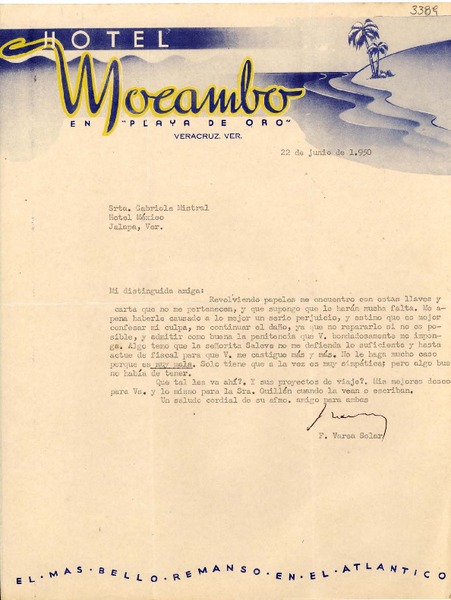 3389
HOTEL
Mocambo
EN "PLAYA DE ORO"
VERACRUZ. VER.
22 de junio de 1.950
Srta. Gabriela Mistral
Hotel México
Jalapa, Ver.
Mi distinguida amiga:
Revolviendo papeles me encuentro con estas llaves y
carta que no me pertenecen, y que supongo que le harán mucha falta. Me
apena haberle causado a lo mejor un serio perjuicio, y estimo que es mejor
confesar mi culpa, no continuar el daño, ya que no repararlo si no es po-
sible, y admitir como buena la penitencia que V. bondadosamente me impon-
ga. Algo temo que la señorita Saleva no me defienda lo suficiente y hasta
actue de fiscal para que V. me castigue más y más. No le haga mucho caso
porque es muy mala. Solo tiene que a la vez es muy simpática; pero algo bueno
no había de tener.
Que tal les va ahí?. Y sus proyectos de viaje?. Mis mejores deseos
para Vs. y lo mismo para la Sra. Guillén cuando la vean o escriban.
Un saludo cordial de su afmo. amigo para ambas
F. Varea Solar
EL·MAS·BELLO·REMANSO·EN·EL·ATLANTICO